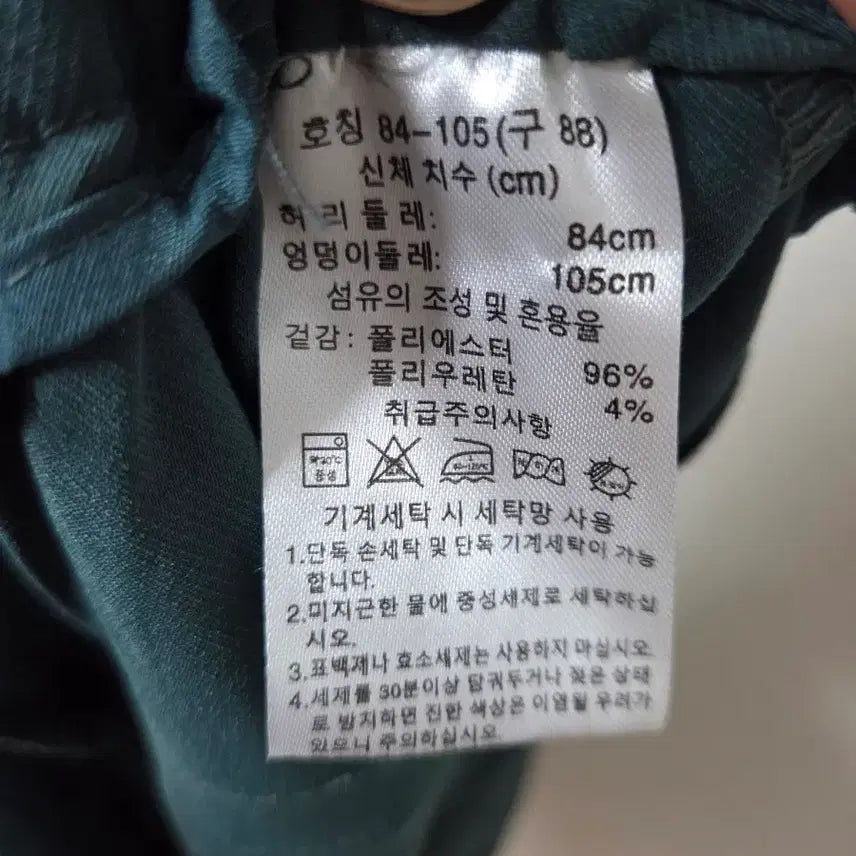 호칭 84-105(구 88)
신체 치수 (cm)
허리둘레: 84cm
엉덩이둘레: 105cm
섬유의 조성 및 혼용율
겉감: 폴리에스터 96%
폴리우레탄 4%
취급주의사항
중성
기계세탁 시 세탁망 사용
1.단독 손세탁 및 단독 기계세탁이 가능
합니다.
2.미지근한 물에 중성세제로 세탁하십
시오.
3.표백제나 효소세제는 사용하지 마십시오.
4.세제를 30분이상 담궈두거나 젖은 상태
로 방치하면 진한 색상은 이염될 우려가
있으니 주의하십시오.